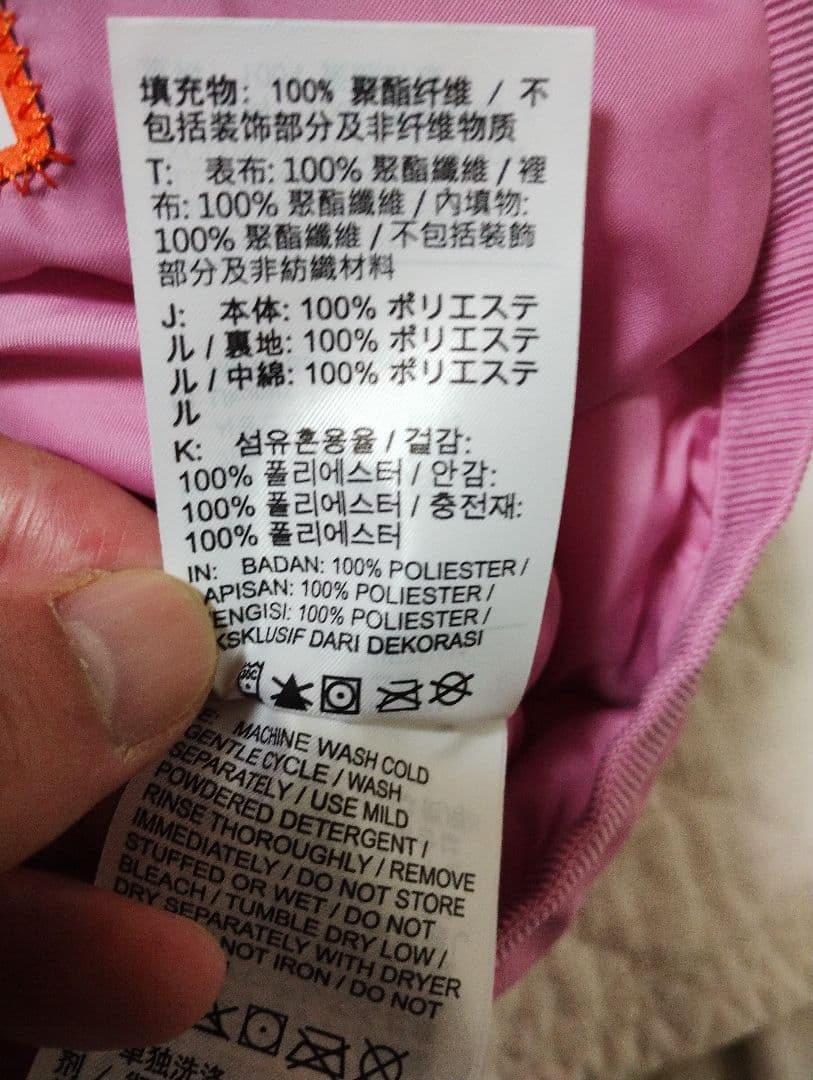 填充物: 100% 聚酯纤维 / 不
包括装饰部分及非纤维物质
T: 表布: 100% 聚酯纖維 / 裡
布: 100% 聚酯纖維 / 內填物:
100% 聚酯纖維 / 不包括裝飾
部分及非紡織材料
J: 本体: 100% ポリエステ
ル / 裏地: 100% ポリエステ
ル / 中綿: 100% ポリエステ
ル
K: 섬유혼용율 / 겉감:
100% 폴리에스터 / 안감:
100% 폴리에스터 / 충전재:
100% 폴리에스터
IN: BADAN: 100% POLIESTER /
APISAN: 100% POLIESTER /
ENGISI: 100% POLIESTER /
KSKLUSIF DARI DEKORASI
E: MACHINE WASH COLD
GENTLE CYCLE / WASH
SEPARATELY / USE MILD
POWDERED DETERGENT /
RINSE THOROUGHLY / REMOVE
IMMEDIATELY / DO NOT STORE
STUFFED OR WET / DO NOT
BLEACH / TUMBLE DRY LOW /
DRY SEPARATELY WITH DRYER
NOT IRON / DO NOT
单独洗涤
剂 /